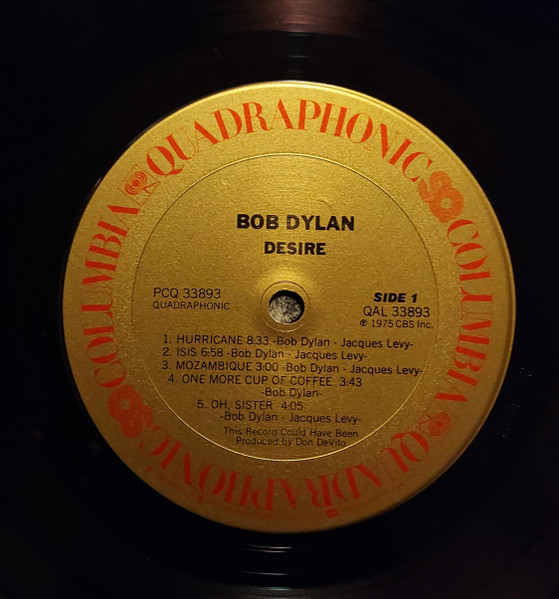 COLUMBIA QUADRAPHONIC COLUMBIA QUADRAPHONIC
BOB DYLAN
DESIRE
PCQ 33893
QUADRAPHONIC
SIDE 1
QAL 33893
℗ 1975 CBS Inc.
1. HURRICANE 8:33 -Bob Dylan - Jacques Levy-
2. ISIS 6:58 -Bob Dylan - Jacques Levy-
3. MOZAMBIQUE 3:00 -Bob Dylan - Jacques Levy-
4. ONE MORE CUP OF COFFEE 3:43
-Bob Dylan-
5. OH, SISTER 4:05
-Bob Dylan - Jacques Levy-
This Record Could Have Been
Produced by Don DeVito